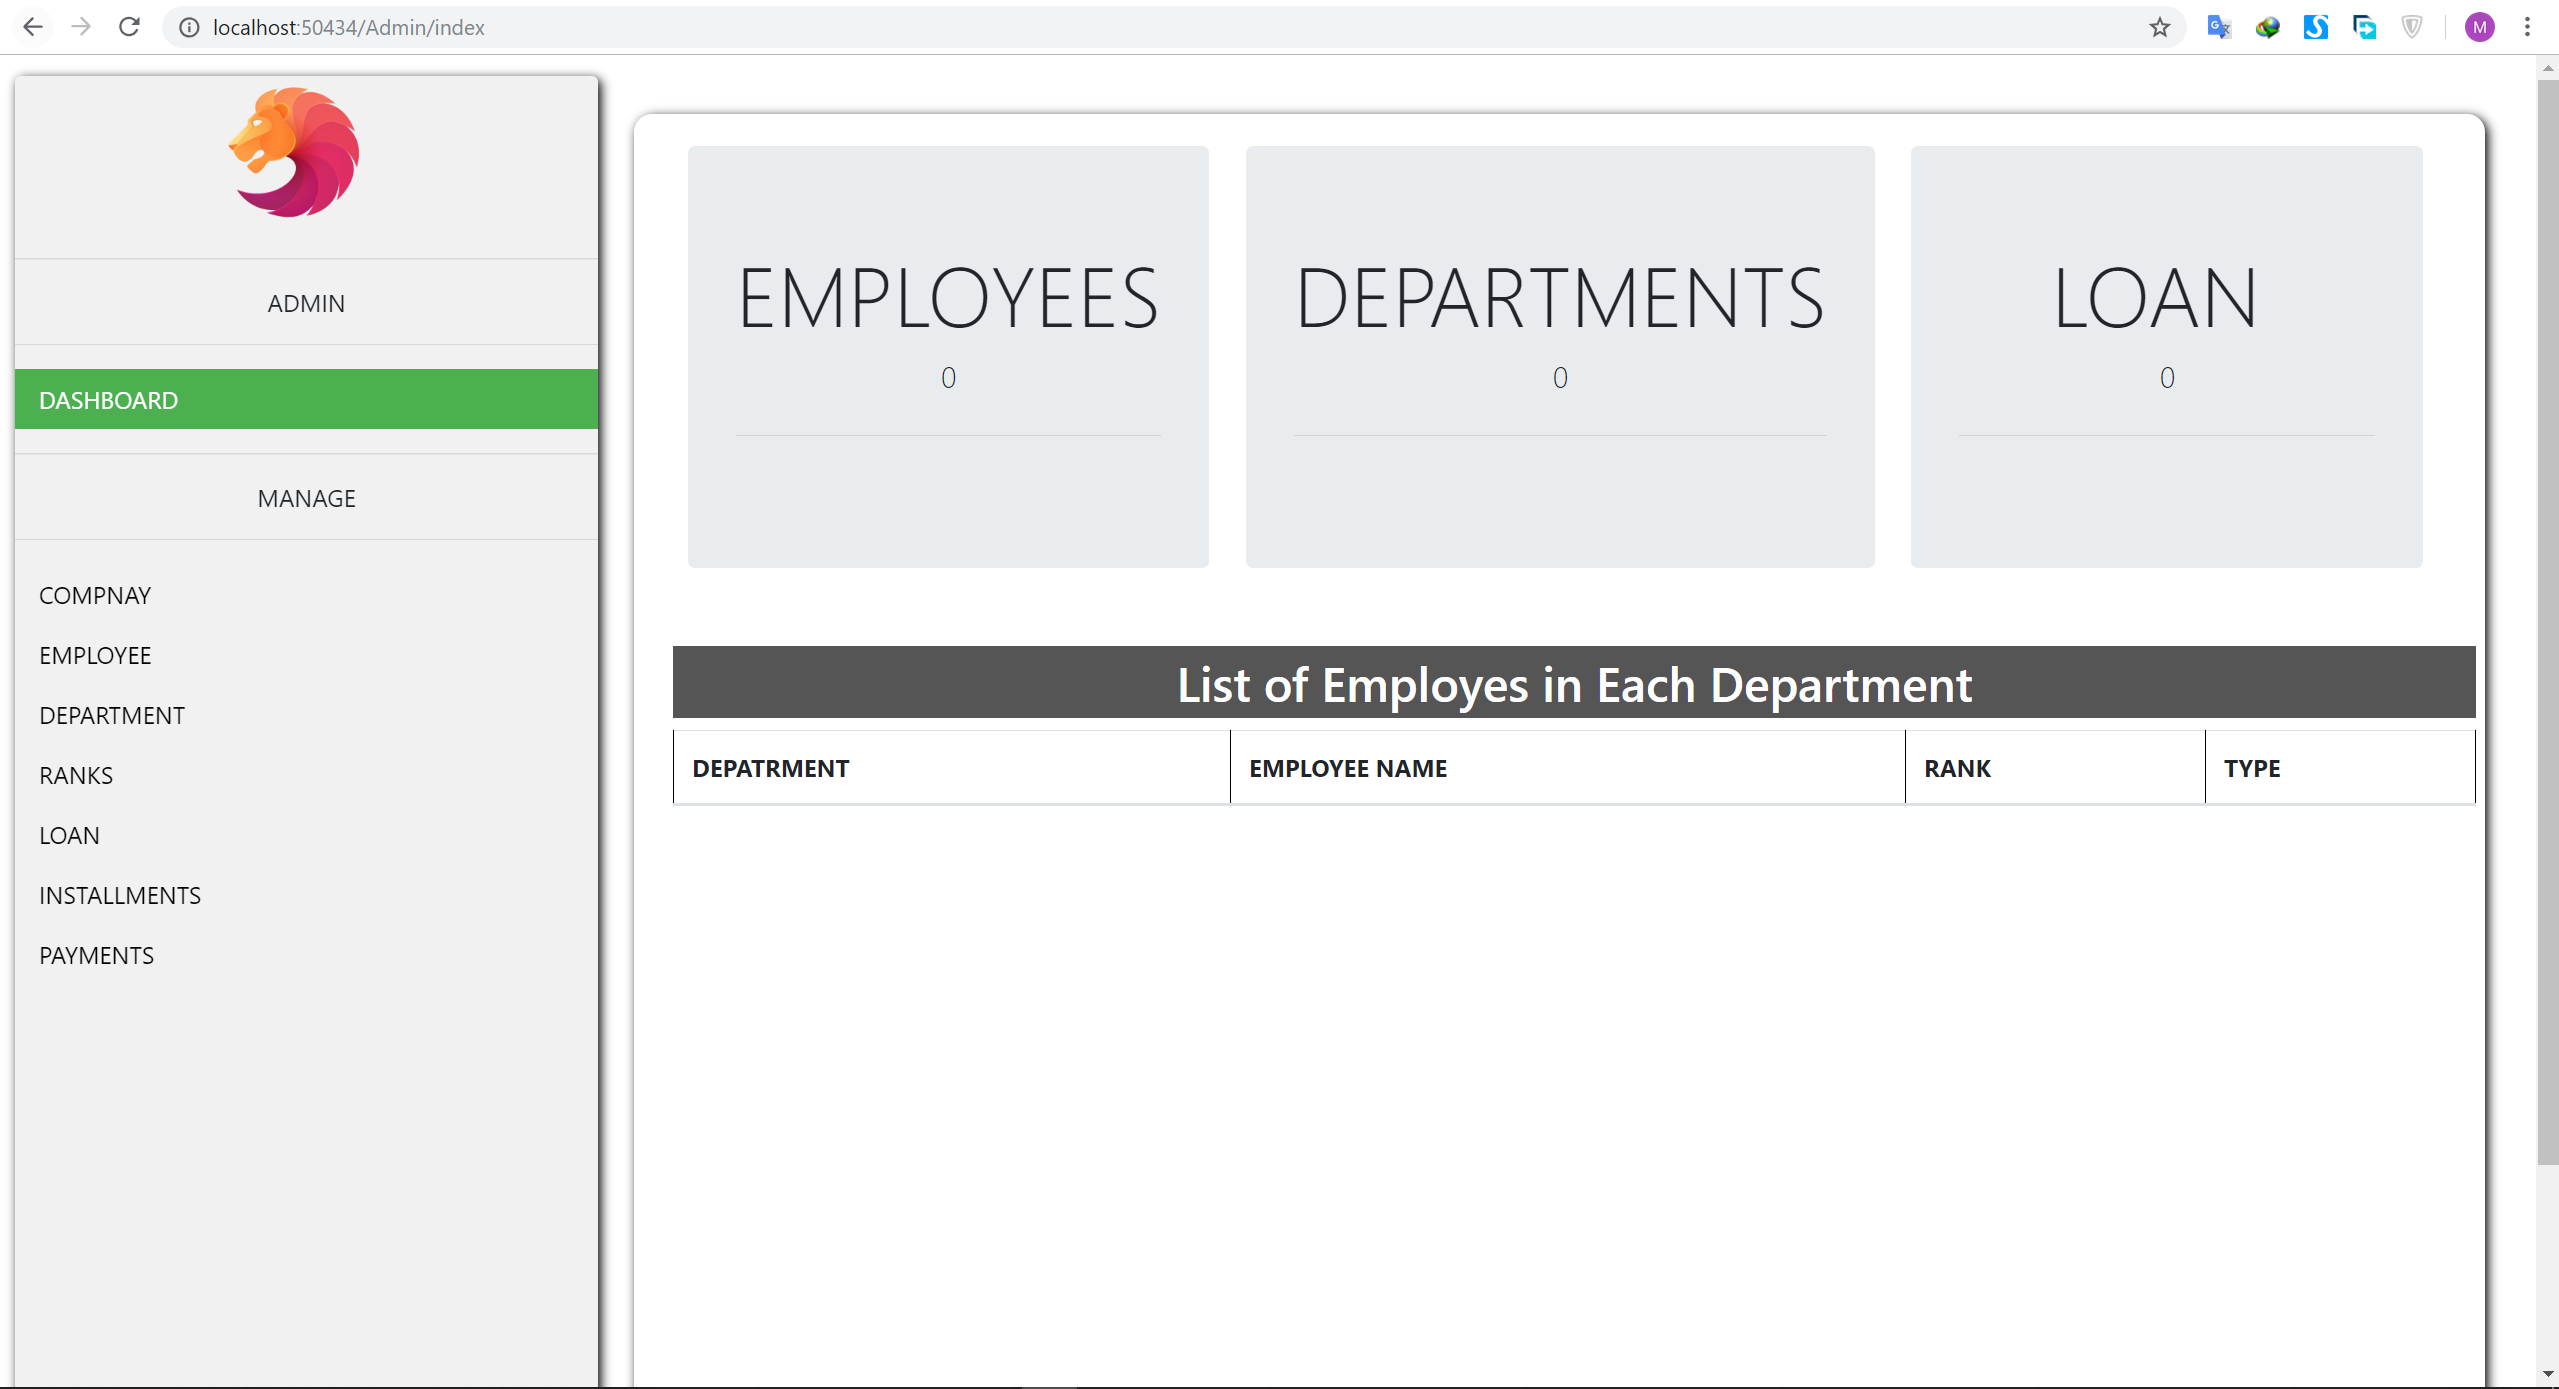 localhost:50434/Admin/index
M
ADMIN
DASHBOARD
MANAGE
COMPNAY
EMPLOYEE
DEPARTMENT
RANKS
LOAN
INSTALLMENTS
PAYMENTS
EMPLOYEES
0
DEPARTMENTS
0
LOAN
0
List of Employes in Each Department
DEPATRMENT EMPLOYEE NAME RANK TYPE